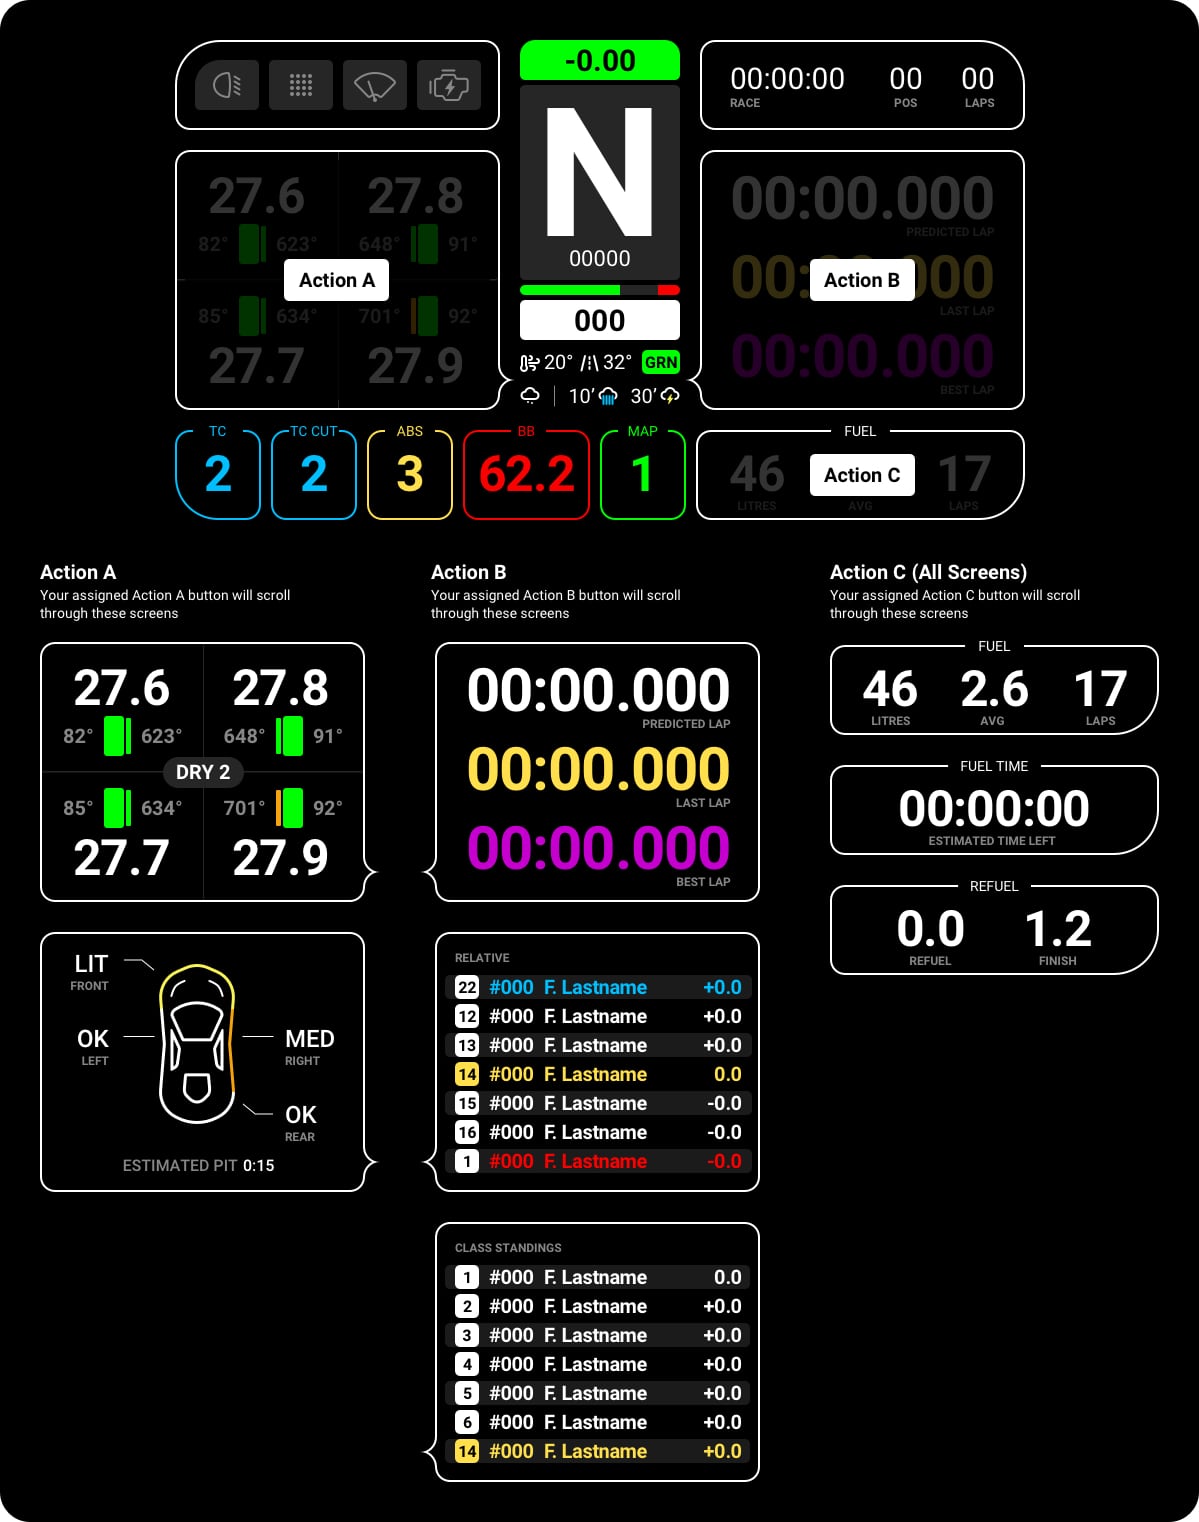 -0.00
00:00:00 00 00
RACE POS LAPS
N
00000
000
20° 32° GRN
10’ 30’
27.6 27.8
82° 623° 648° 91°
Action A
85° 634° 701° 92°
27.7 27.9
00:00.000
PREDICTED LAP
00:00.000
Action B
LAST LAP
00:00.000
BEST LAP
TC TC CUT ABS BB MAP FUEL
2 2 3 62.2 1 46 Action C 17
LITRES AVG LAPS
Action A
Your assigned Action A button will scroll
through these screens
27.6 27.8
82° 623° 648° 91°
DRY 2
85° 634° 701° 92°
27.7 27.9
LIT
FRONT
OK MED
LEFT RIGHT
OK
REAR
ESTIMATED PIT 0:15
Action B
Your assigned Action B button will scroll
through these screens
00:00.000
PREDICTED LAP
00:00.000
LAST LAP
00:00.000
BEST LAP
RELATIVE
22 #000 F. Lastname +0.0
12 #000 F. Lastname +0.0
13 #000 F. Lastname +0.0
14 #000 F. Lastname 0.0
15 #000 F. Lastname -0.0
16 #000 F. Lastname -0.0
1 #000 F. Lastname -0.0
CLASS STANDINGS
1 #000 F. Lastname 0.0
2 #000 F. Lastname +0.0
3 #000 F. Lastname +0.0
4 #000 F. Lastname +0.0
5 #000 F. Lastname +0.0
6 #000 F. Lastname +0.0
14 #000 F. Lastname +0.0
Action C (All Screens)
Your assigned Action C button will scroll
through these screens
FUEL
46 2.6 17
LITRES AVG LAPS
FUEL TIME
00:00:00
ESTIMATED TIME LEFT
REFUEL
0.0 1.2
REFUEL FINISH